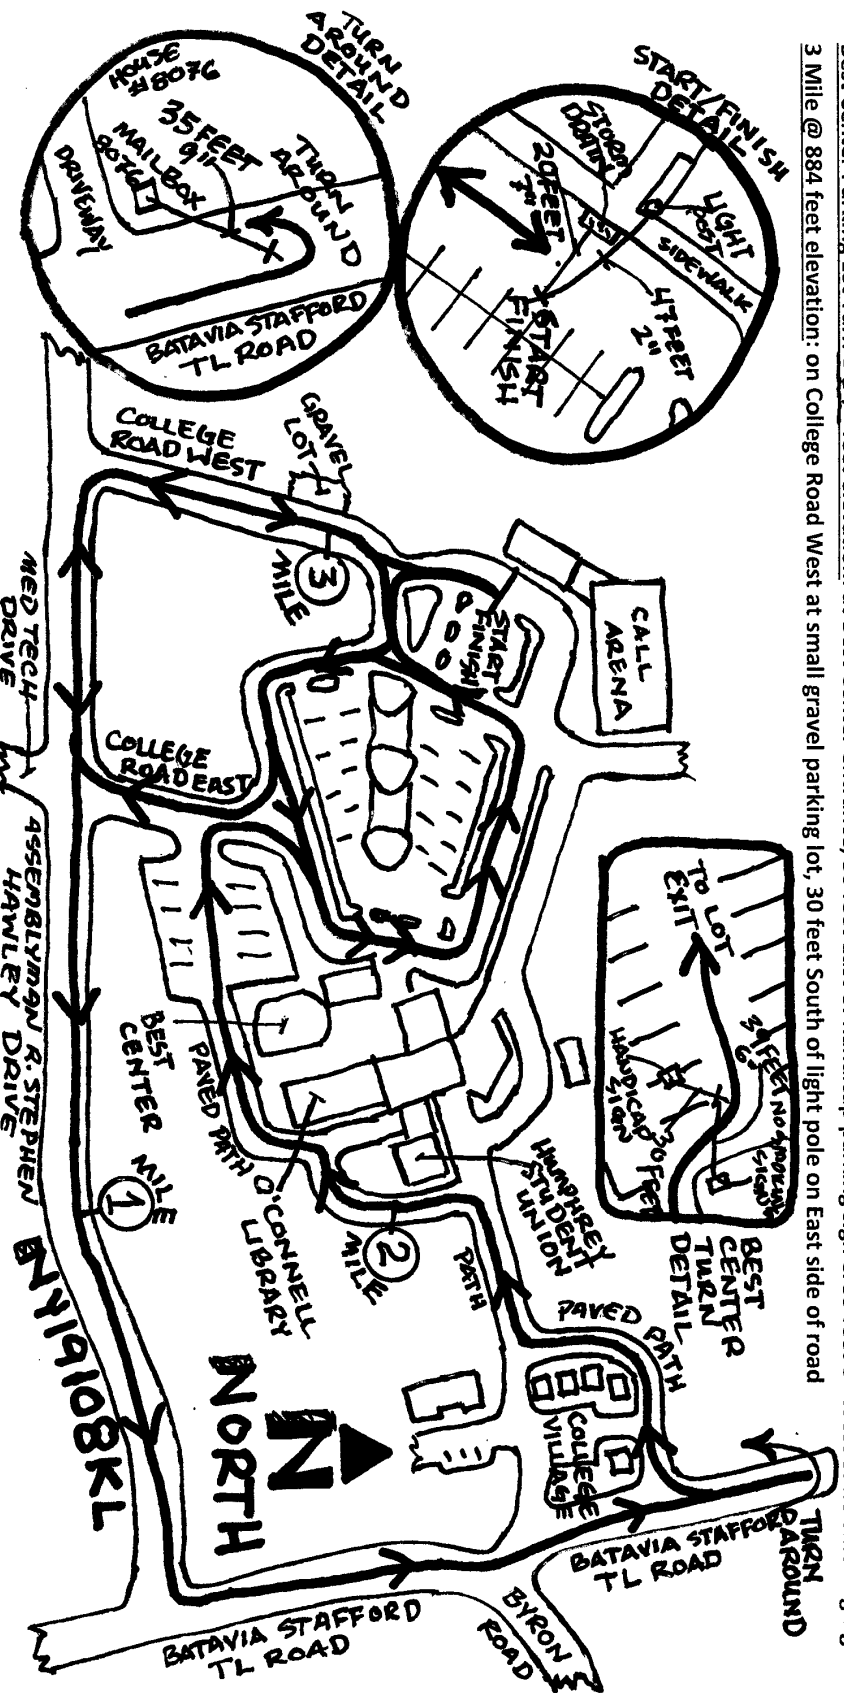 3 Mile @ 884 feet elevation: on College Road West at small gravel parking lot, 30 feet South of light pole on East side of road
START/FINISH
DETAIL
STORM
DRAIN
20 FEET
7"
LIGHT
POST
SIDEWALK
47 FEET
2"
START
FINISH
TURN
AROUND
DETAIL
HOUSE
#8076
35 FEET
9"
MAILBOX
8076
TURN
AROUND
DRIVEWAY
BATAVIA STAFFORD
TL ROAD
COLLEGE
ROAD WEST
GRAVEL
LOT
3
MILE
CALL
ARENA
START
FINISH
COLLEGE
ROAD EAST
MED TECH
DRIVE
ASSEMBLYMAN R. STEPHEN
HAWLEY DRIVE
TO LOT
EXIT
HANDICAP
SIGN
NO SMOKING
SIGN
BEST
CENTER
TURN
DETAIL
BEST
CENTER
PAVED PATH
O'CONNELL
LIBRARY
HUMPHREY
STUDENT
UNION
MILE
1
2
MILE
PATH
PAVED PATH
COLLEGE
VILLAGE
NY19108KL
N
NORTH
TURN
AROUND
BATAVIA STAFFORD
TL ROAD
BYRON
ROAD
BATAVIA STAFFORD
TL ROAD